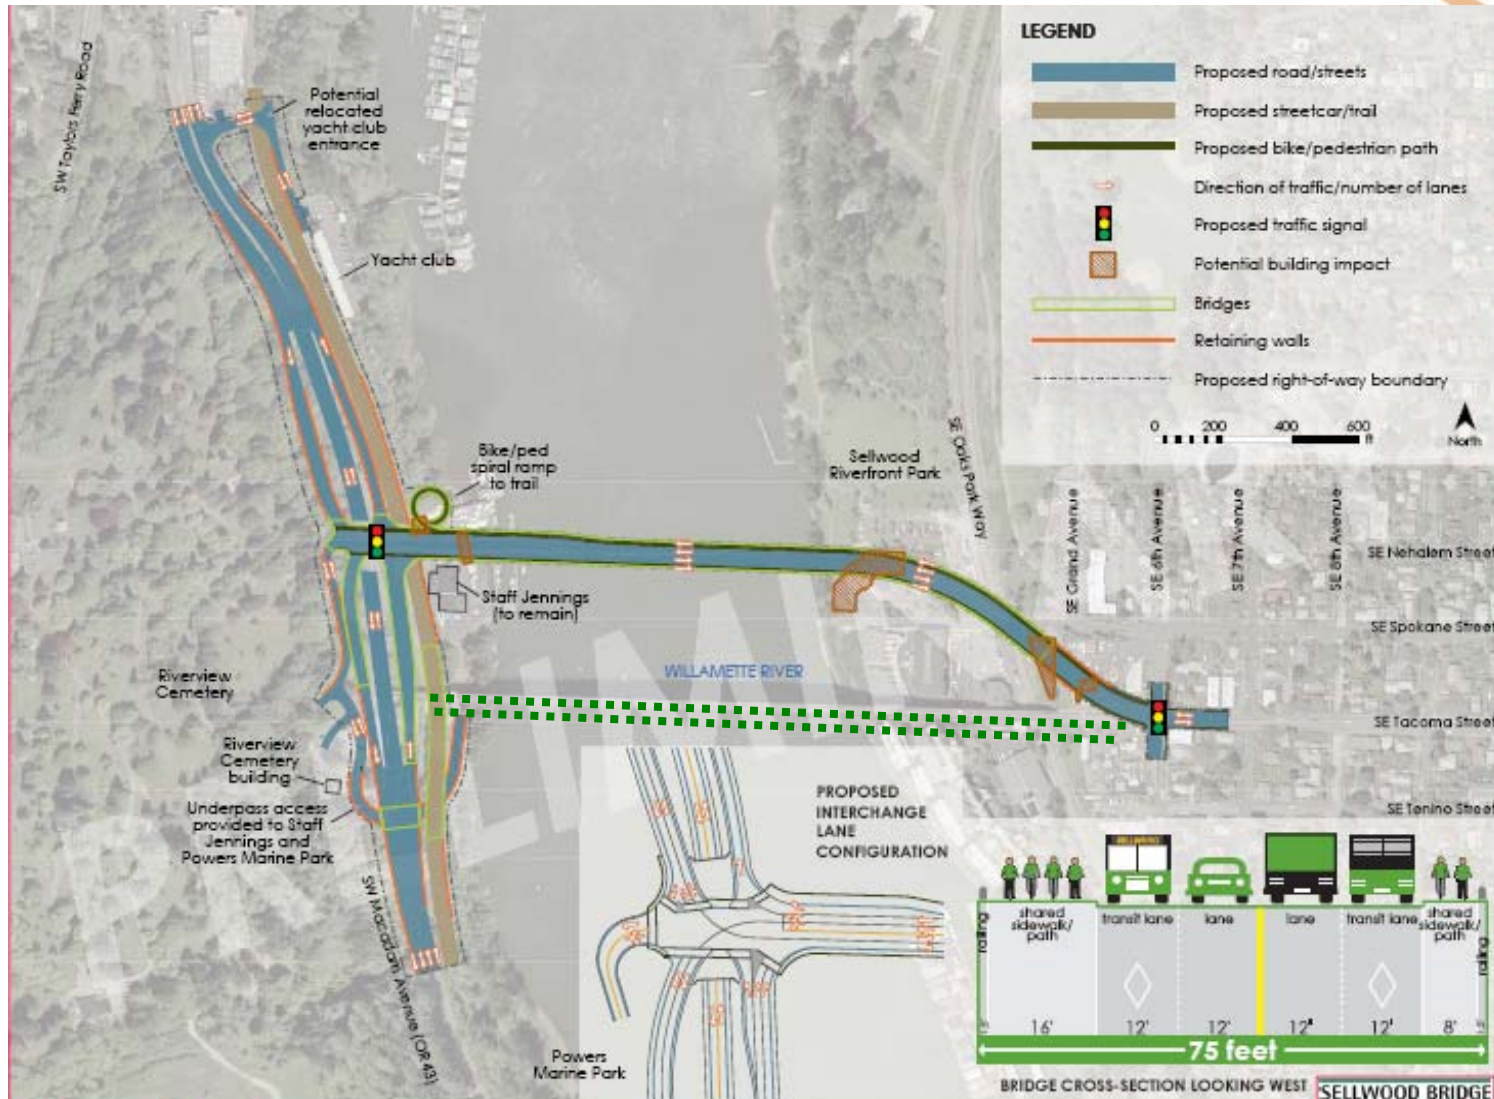 LEGEND
Proposed road/streets
Proposed streetcar/trail
Proposed bike/pedestrian path
Direction of traffic/number of lanes
Proposed traffic signal
Potential building impact
Bridges
Retaining walls
Proposed right-of-way boundary
0 200 400 600 ft
North
SW Taylors Ferry Road
Potential
relocated
yacht club
entrance
Yacht club
Bike/ped
spiral ramp
to trail
Sellwood
Riverfront Park
SE Oaks Park Way
SE Grand Avenue
SE 6th Avenue
SE 7th Avenue
SE 8th Avenue
SE Nehalem Street
SE Spokane Street
SE Tacoma Street
SE Tenino Street
Staff Jennings
(to remain)
WILLAMETTE RIVER
Riverview
Cemetery
Riverview
Cemetery
building
Underpass access
provided to Staff
Jennings and
Powers Marine Park
SW Macadam Avenue (OR 43)
Powers
Marine Park
PROPOSED
INTERCHANGE
LANE
CONFIGURATION
railing
shared
sidewalk/
path
transit lane
lane
lane
transit lane
shared
sidewalk/
path
railing
16' 12' 12' 12' 12' 8'
75 feet
BRIDGE CROSS-SECTION LOOKING WEST
SELLWOOD BRIDGE